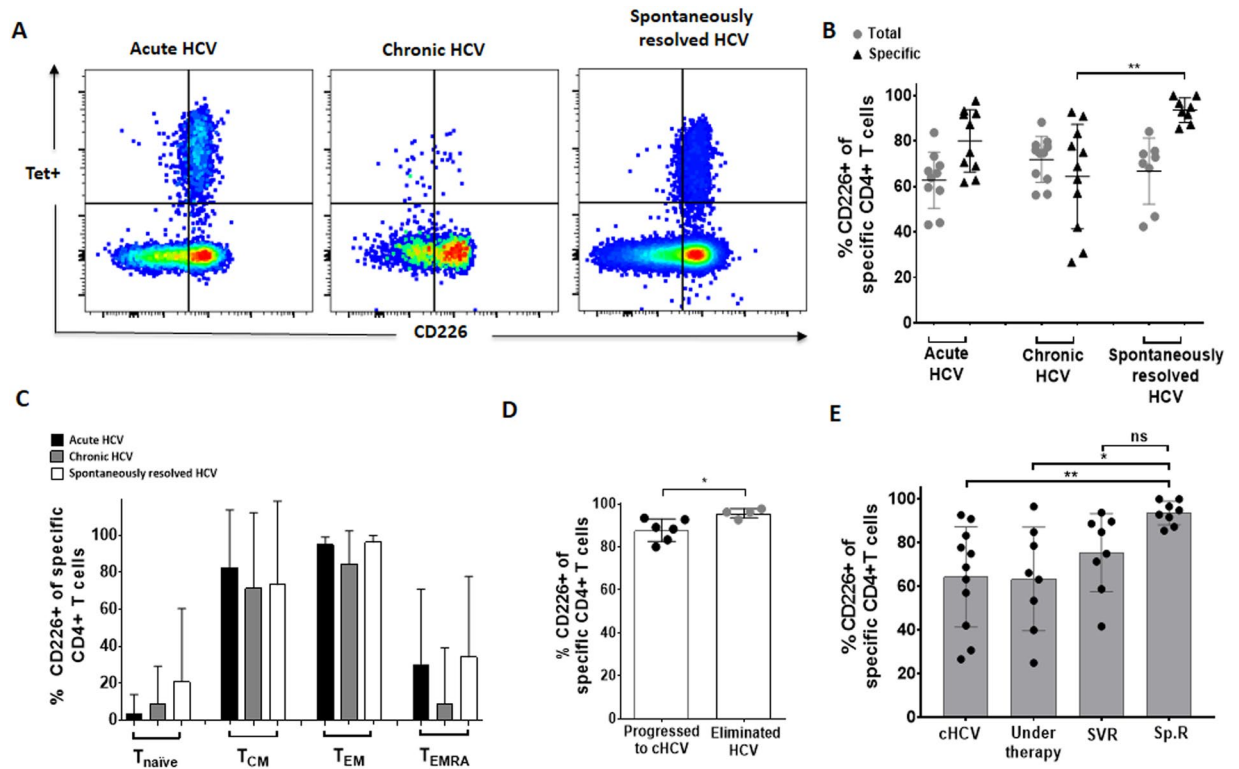 A
Acute HCV
Chronic HCV
Spontaneously
resolved HCV
Tet+
CD226
B
Total
Specific
**
% CD226+ of
specific CD4+ T cells
100
80
60
40
20
0
Acute
HCV
Chronic
HCV
Spontaneously
resolved
HCV
C
Acute HCV
Chronic HCV
Spontaneously resolved HCV
% CD226+ of specific
CD4+ T cells
100
80
60
40
20
0
Tnaïve
TCM
TEM
TEMRA
D
*
% CD226+ of
specific CD4+ T cells
100
80
60
40
20
0
Progressed
to cHCV
Eliminated
HCV
E
ns
*
**
% CD226+ of
specific CD4+T cells
100
80
60
40
20
0
cHCV
Under
therapy
SVR
Sp.R